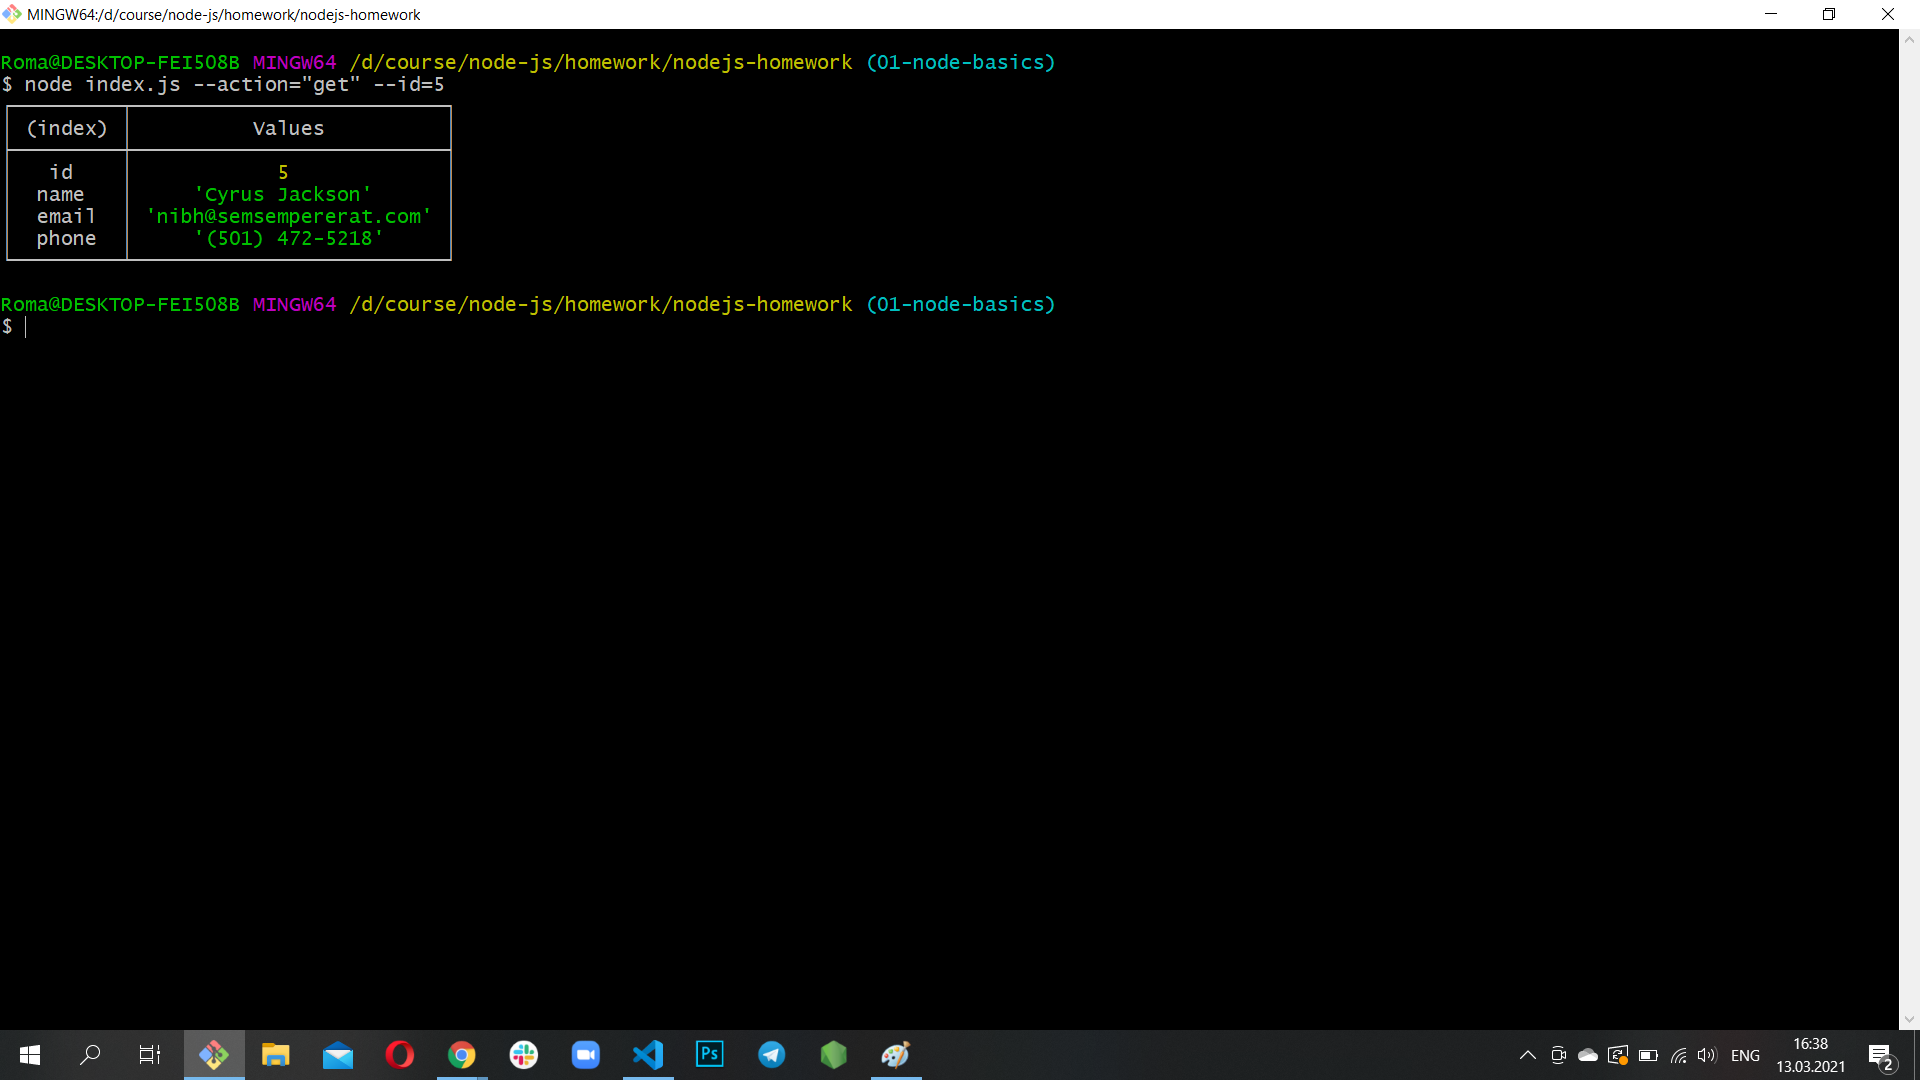 MINGW64:/d/course/node-js/homework/nodejs-homework
Roma@DESKTOP-FEI508B MINGW64 /d/course/node-js/homework/nodejs-homework (01-node-basics)
$ node index.js --action="get" --id=5
(index) Values
id 5
name 'Cyrus Jackson'
email 'nibh@semsempererat.com'
phone '(501) 472-5218'
Roma@DESKTOP-FEI508B MINGW64 /d/course/node-js/homework/nodejs-homework (01-node-basics)
$
Ps
ENG
16:38
13.03.2021
2